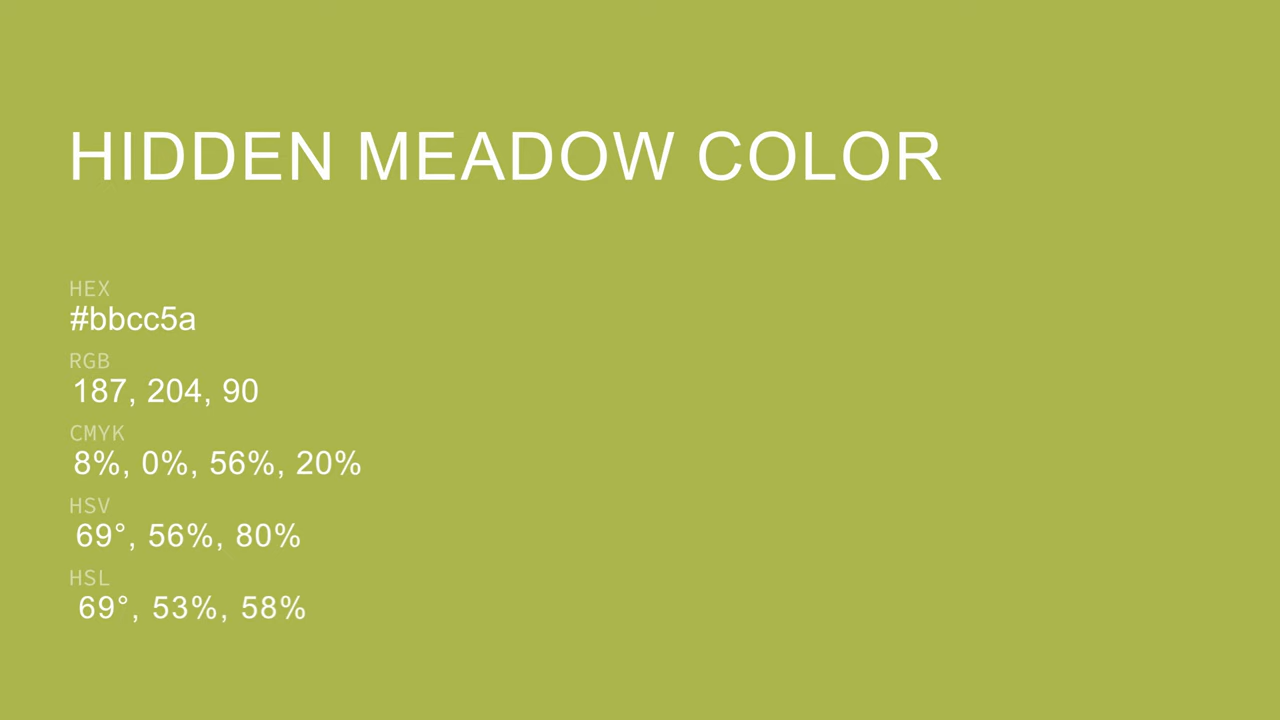 HIDDEN MEADOW COLOR
HEX
#bbcc5a
RGB
187, 204, 90
CMYK
8%, 0%, 56%, 20%
HSV
69°, 56%, 80%
HSL
69°, 53%, 58%